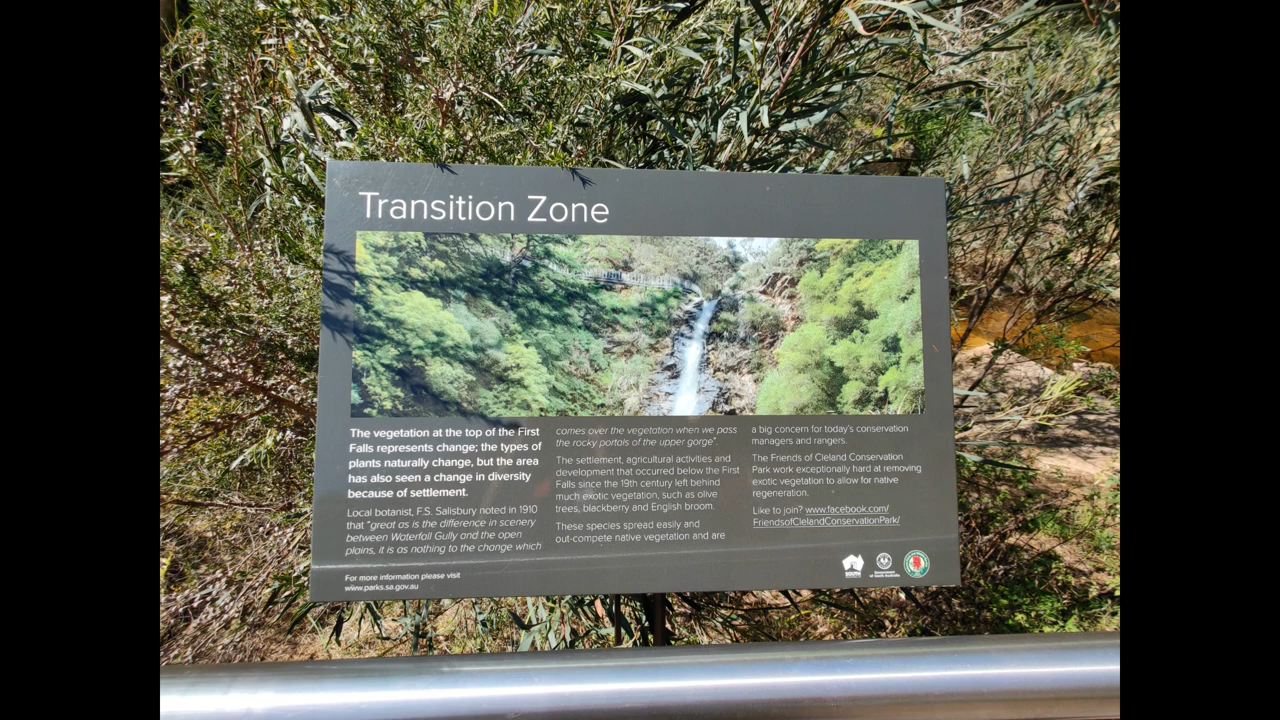 Transition Zone
The vegetation at the top of the First
Falls represents change; the types of
plants naturally change, but the area
has also seen a change in diversity
because of settlement.
Local botanist, F.S. Salisbury noted in 1910
that "great as is the difference in scenery
between Waterfall Gully and the open
plains, it is as nothing to the change which
comes over the vegetation when we pass
the rocky portals of the upper gorge".
The settlement, agricultural activities and
development that occurred below the First
Falls since the 19th century left behind
much exotic vegetation, such as olive
trees, blackberry and English broom.
These species spread easily and
out-compete native vegetation and are
a big concern for today's conservation
managers and rangers.
The Friends of Cleland Conservation
Park work exceptionally hard at removing
exotic vegetation to allow for native
regeneration.
Like to join? www.facebook.com/
FriendsofClelandConservationPark/
For more information please visit
www.parks.sa.gov.au
SOUTH
Government
of South Australia